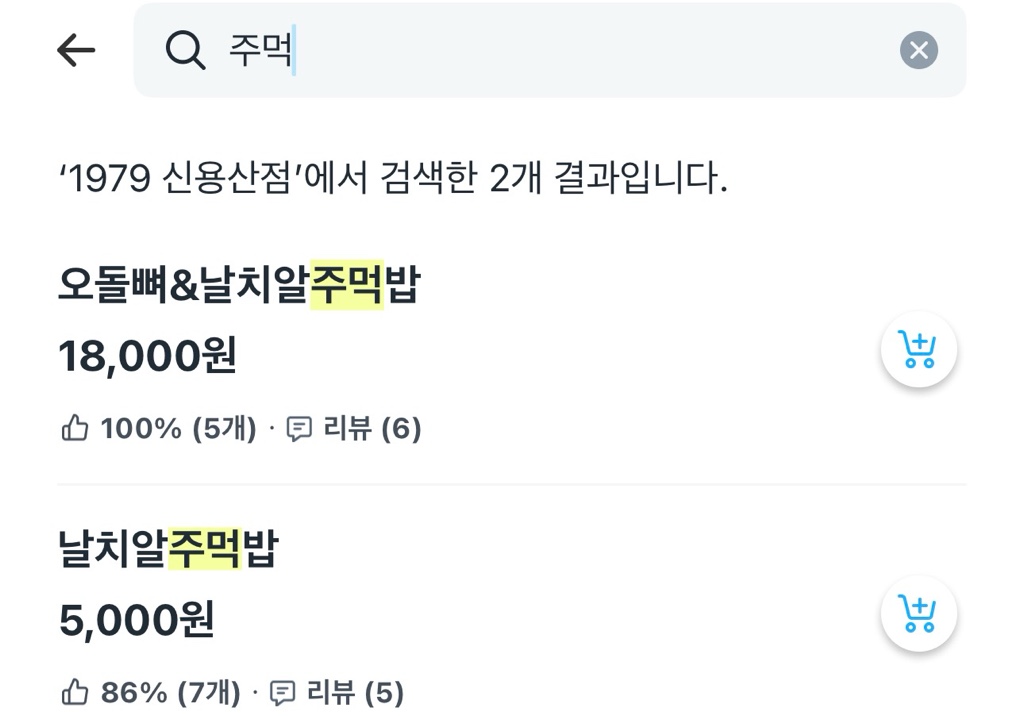 주먹
‘1979 신용산점’에서 검색한 2개 결과입니다.
오돌뼈&날치알주먹밥
18,000원
100% (5개) · 리뷰 (6)
날치알주먹밥
5,000원
86% (7개) · 리뷰 (5)